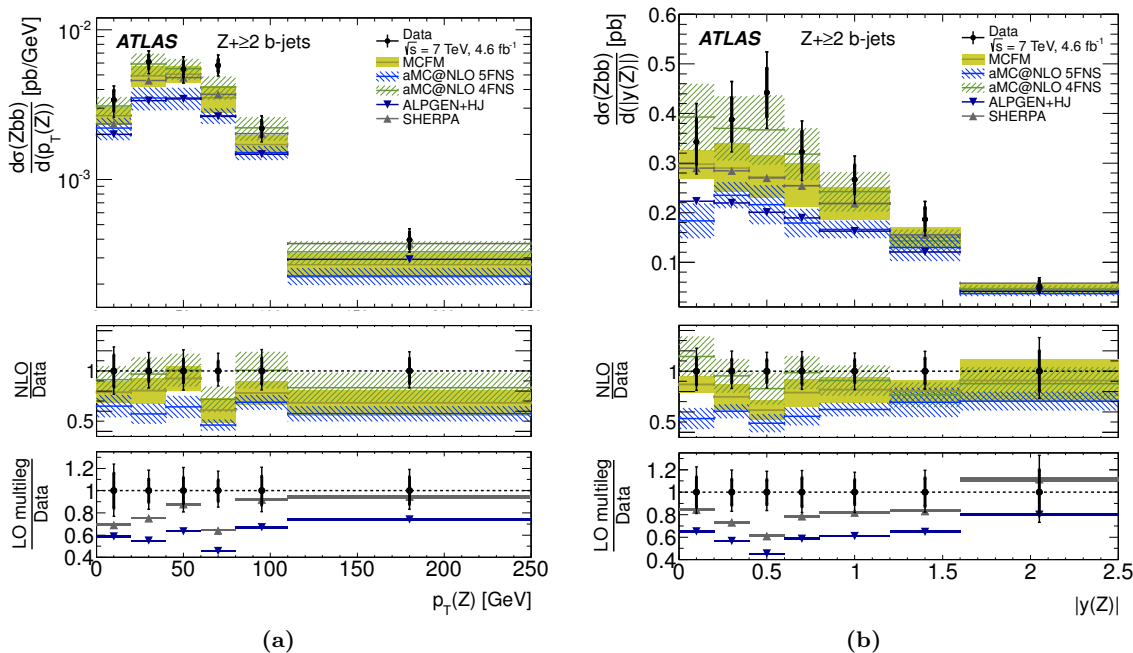 ATLAS Z+≥2 b-jets
Data
√s = 7 TeV, 4.6 fb⁻¹
MCFM
aMC@NLO 5FNS
aMC@NLO 4FNS
ALPGEN+HJ
SHERPA
dσ(Zbb)
d(p_T(Z)) [pb/GeV]
10⁻²
10⁻³
NLO
Data
1
0.5
LO multileg
Data
1.2
1
0.8
0.6
0.4
0 50 100 150 200 250
p_T(Z) [GeV]
(a)
ATLAS Z+≥2 b-jets
Data
√s = 7 TeV, 4.6 fb⁻¹
MCFM
aMC@NLO 5FNS
aMC@NLO 4FNS
ALPGEN+HJ
SHERPA
dσ(Zbb)
d(|y(Z)|) [pb]
0.6
0.5
0.4
0.3
0.2
0.1
NLO
Data
1
0.5
LO multileg
Data
1.2
1
0.8
0.6
0.4
0 0.5 1 1.5 2 2.5
|y(Z)|
(b)